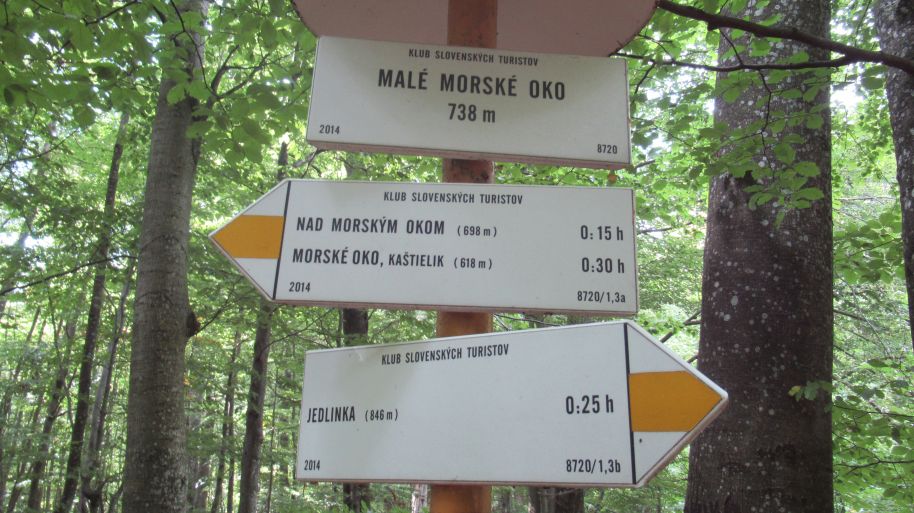 KLUB SLOVENSKÝCH TURISTOV
MALÉ MORSKÉ OKO
738 m
2014 8720
KLUB SLOVENSKÝCH TURISTOV
NAD MORSKÝM OKOM (698 m) 0:15 h
MORSKÉ OKO, KAŠTIELIK (618 m) 0:30 h
2014 8720/1,3a
KLUB SLOVENSKÝCH TURISTOV
JEDLINKA (846 m) 0:25 h
2014 8720/1,3b